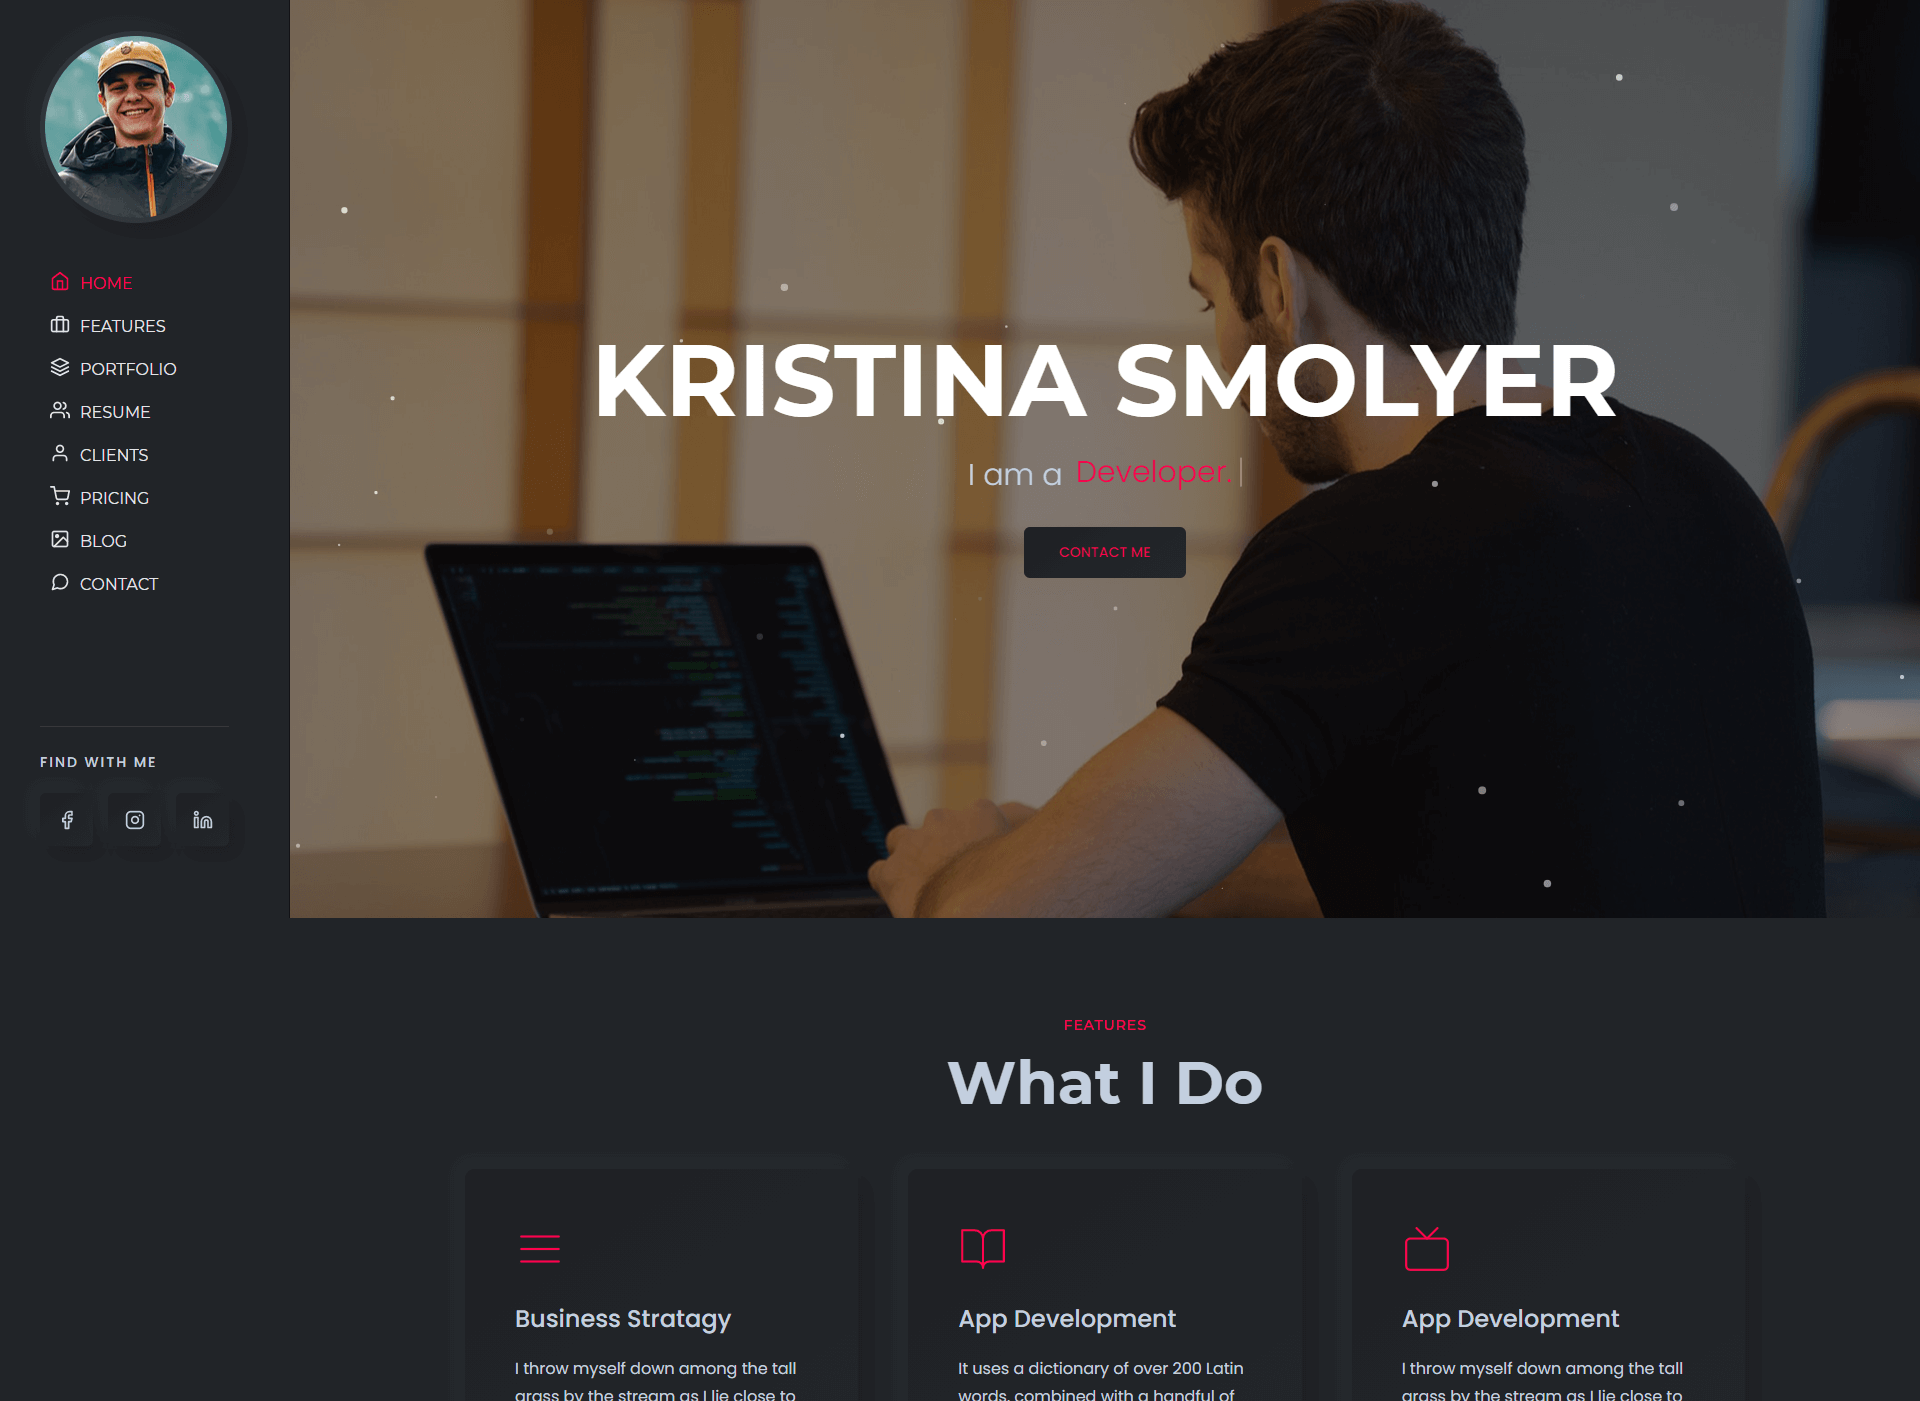 HOME
FEATURES
PORTFOLIO
RESUME
CLIENTS
PRICING
BLOG
CONTACT
FIND WITH ME
KRISTINA SMOLYER
I am a Developer.
CONTACT ME
FEATURES
What I Do
Business Stratagy
I throw myself down among the tall
grass by the stream as I lie close to
App Development
It uses a dictionary of over 200 Latin
words, combined with a handful of
App Development
I throw myself down among the tall
grass by the stream as I lie close to